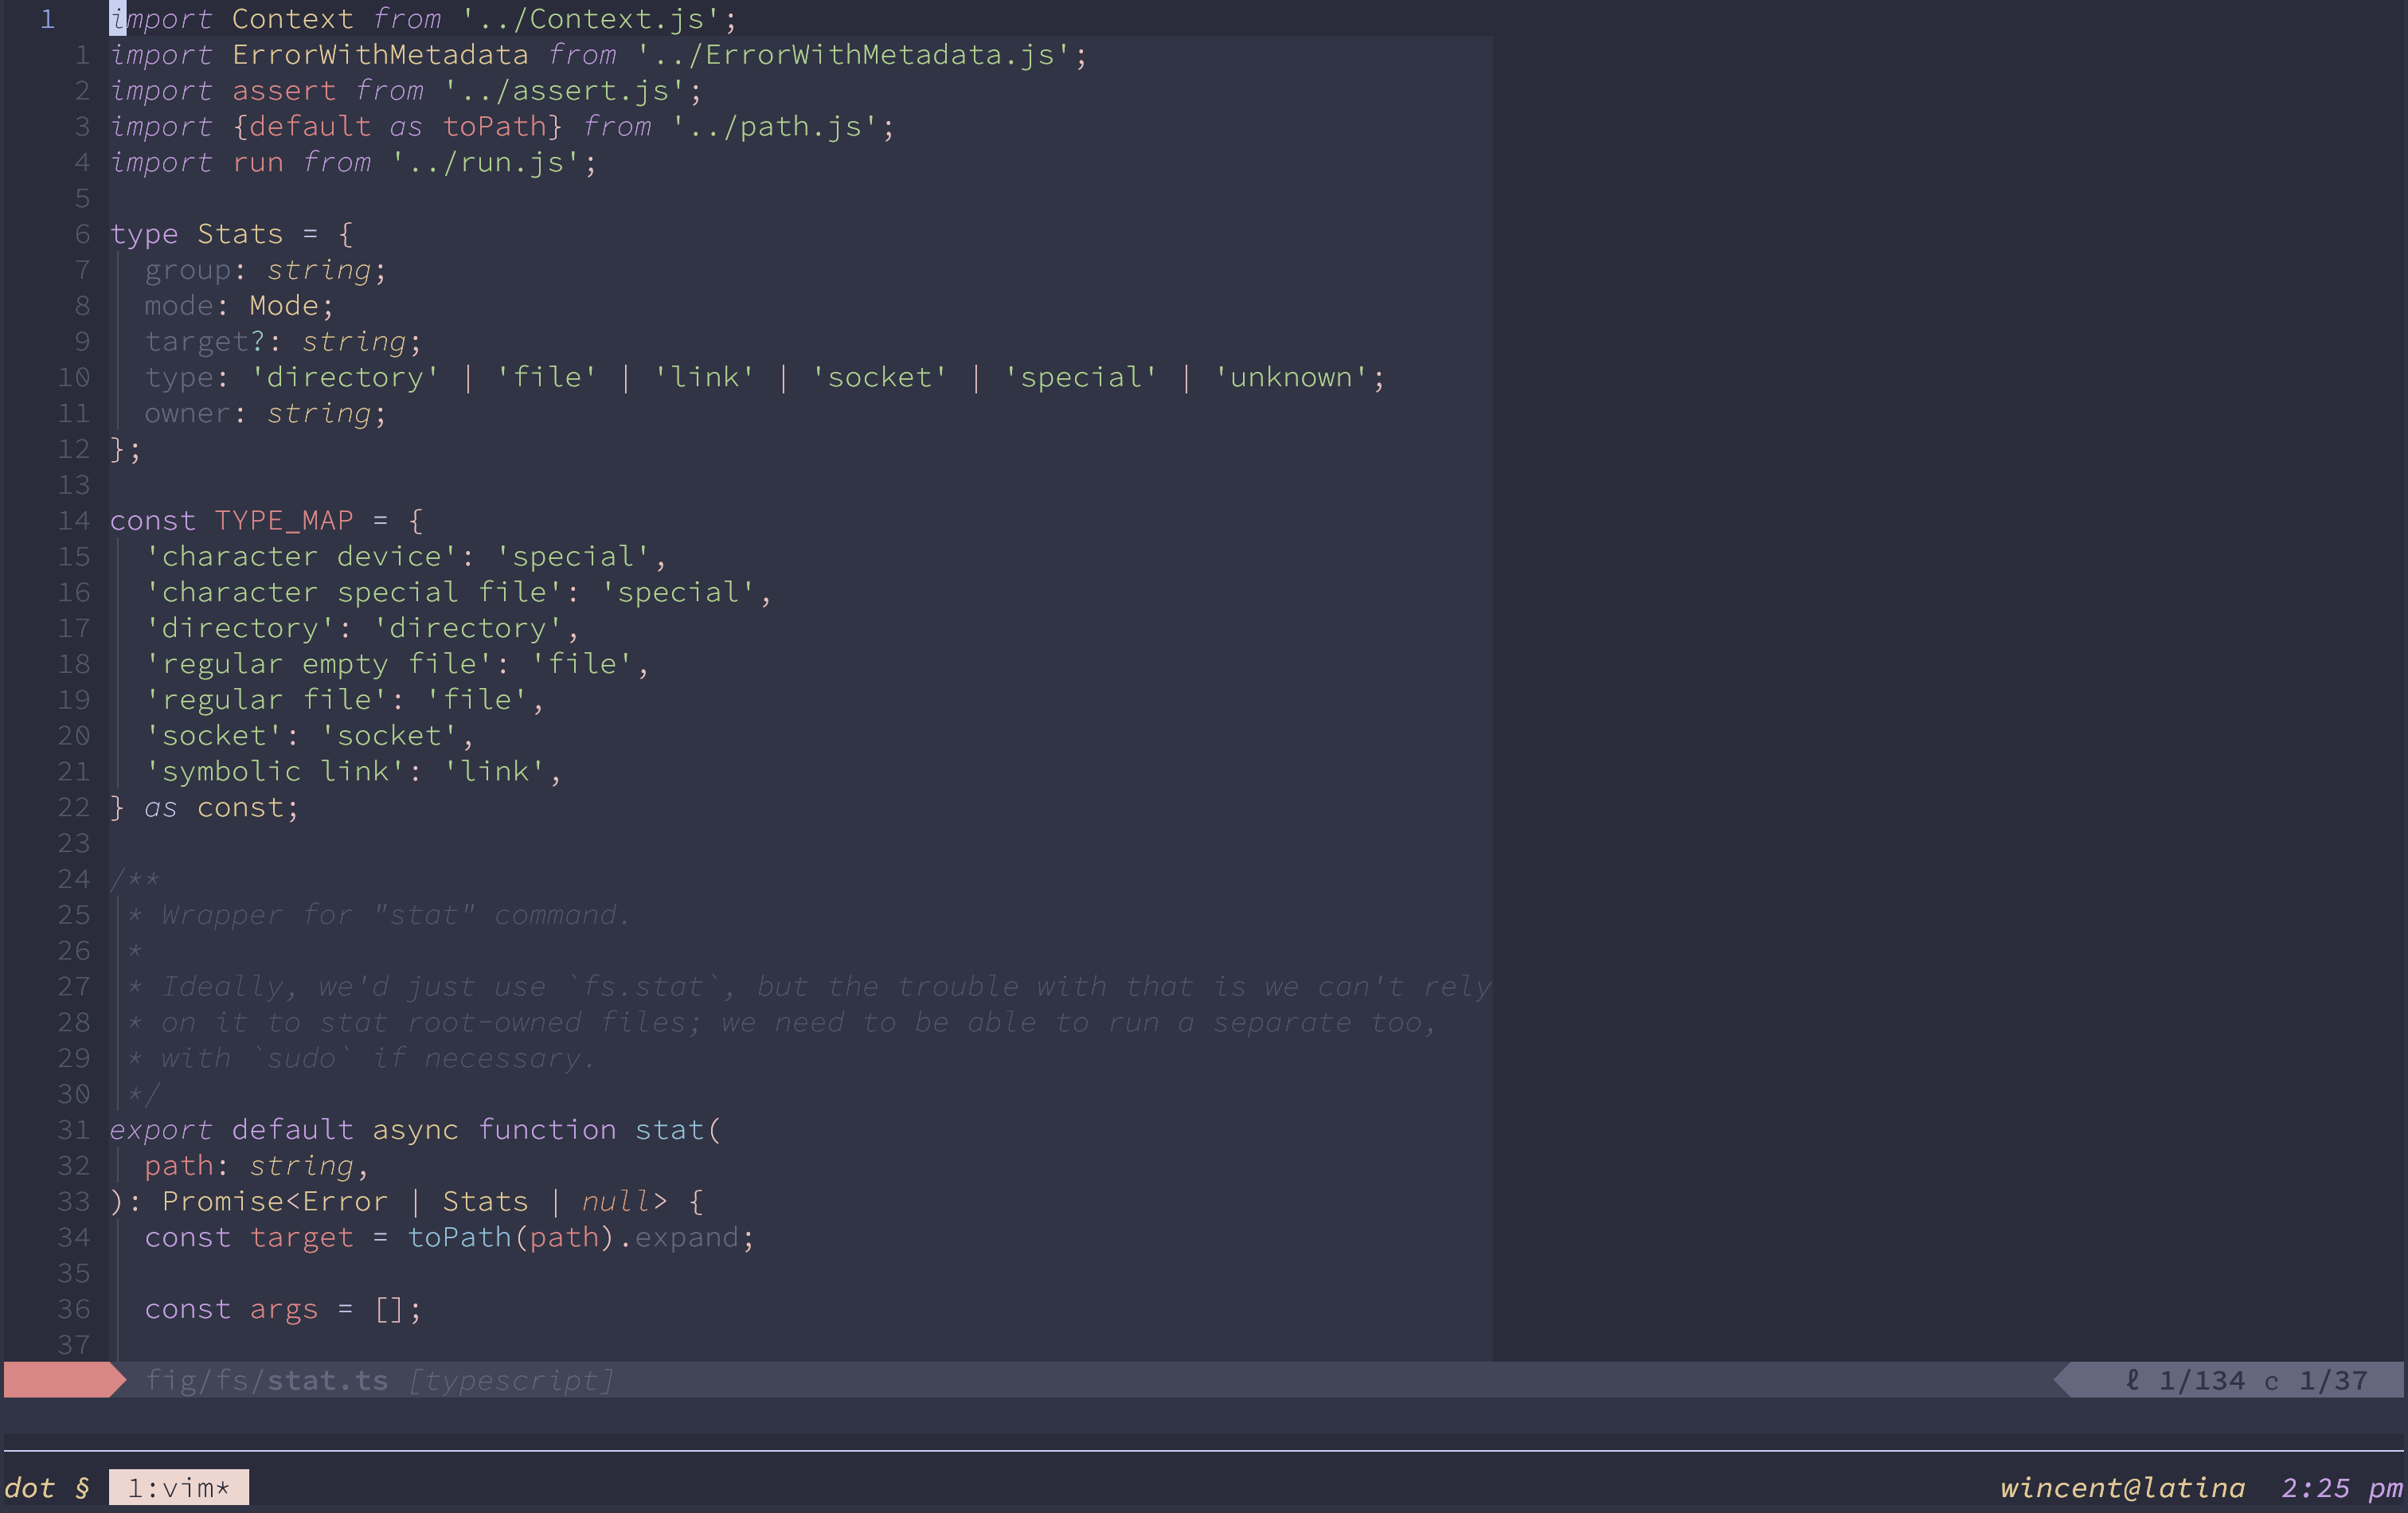 1 import Context from '../Context.js';
1 import ErrorWithMetadata from '../ErrorWithMetadata.js';
2 import assert from '../assert.js';
3 import {default as toPath} from '../path.js';
4 import run from '../run.js';
5
6 type Stats = {
7 group: string;
8 mode: Mode;
9 target?: string;
10 type: 'directory' | 'file' | 'link' | 'socket' | 'special' | 'unknown';
11 owner: string;
12 };
13
14 const TYPE_MAP = {
15 'character device': 'special',
16 'character special file': 'special',
17 'directory': 'directory',
18 'regular empty file': 'file',
19 'regular file': 'file',
20 'socket': 'socket',
21 'symbolic link': 'link',
22 } as const;
23
24 /**
25 * Wrapper for "stat" command.
26 *
27 * Ideally, we'd just use `fs.stat`, but the trouble with that is we can't rely
28 * on it to stat root-owned files; we need to be able to run a separate too,
29 * with `sudo` if necessary.
30 */
31 export default async function stat(
32 path: string,
33 ): Promise<Error | Stats | null> {
34 const target = toPath(path).expand;
35
36 const args = [];
37
fig/fs/stat.ts [typescript] ℓ 1/134 c 1/37
dot § 1:vim* wincent@latina 2:25 pm